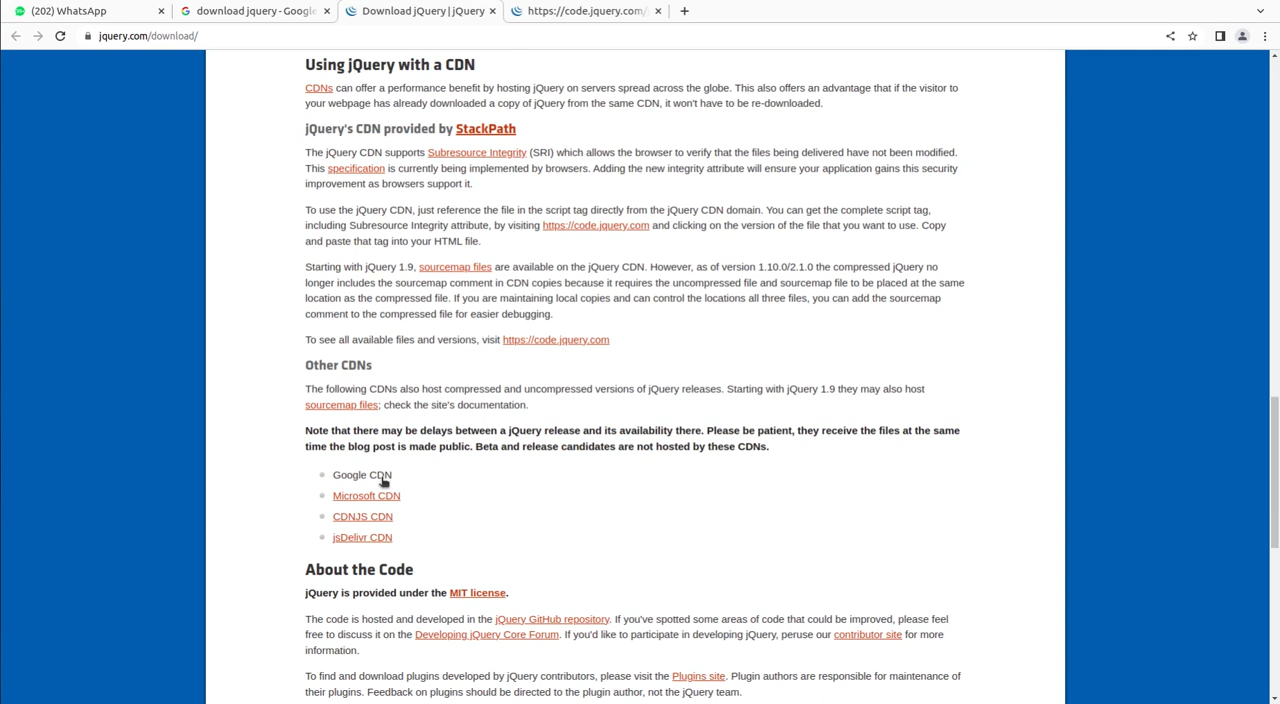 (202) WhatsApp
download jquery - Google
Download jQuery | jQuery
https://code.jquery.com/
jquery.com/download/
Using jQuery with a CDN
CDNs can offer a performance benefit by hosting jQuery on servers spread across the globe. This also offers an advantage that if the visitor to
your webpage has already downloaded a copy of jQuery from the same CDN, it won't have to be re-downloaded.
jQuery's CDN provided by StackPath
The jQuery CDN supports Subresource Integrity (SRI) which allows the browser to verify that the files being delivered have not been modified.
This specification is currently being implemented by browsers. Adding the new integrity attribute will ensure your application gains this security
improvement as browsers support it.
To use the jQuery CDN, just reference the file in the script tag directly from the jQuery CDN domain. You can get the complete script tag,
including Subresource Integrity attribute, by visiting https://code.jquery.com and clicking on the version of the file that you want to use. Copy
and paste that tag into your HTML file.
Starting with jQuery 1.9, sourcemap files are available on the jQuery CDN. However, as of version 1.10.0/2.1.0 the compressed jQuery no
longer includes the sourcemap comment in CDN copies because it requires the uncompressed file and sourcemap file to be placed at the same
location as the compressed file. If you are maintaining local copies and can control the locations all three files, you can add the sourcemap
comment to the compressed file for easier debugging.
To see all available files and versions, visit https://code.jquery.com
Other CDNs
The following CDNs also host compressed and uncompressed versions of jQuery releases. Starting with jQuery 1.9 they may also host
sourcemap files; check the site's documentation.
Note that there may be delays between a jQuery release and its availability there. Please be patient, they receive the files at the same
time the blog post is made public. Beta and release candidates are not hosted by these CDNs.
Google CDN
Microsoft CDN
CDNJS CDN
jsDelivr CDN
About the Code
jQuery is provided under the MIT license.
The code is hosted and developed in the jQuery GitHub repository. If you've spotted some areas of code that could be improved, please feel
free to discuss it on the Developing jQuery Core Forum. If you'd like to participate in developing jQuery, peruse our contributor site for more
information.
To find and download plugins developed by jQuery contributors, please visit the Plugins site. Plugin authors are responsible for maintenance of
their plugins. Feedback on plugins should be directed to the plugin author, not the jQuery team.